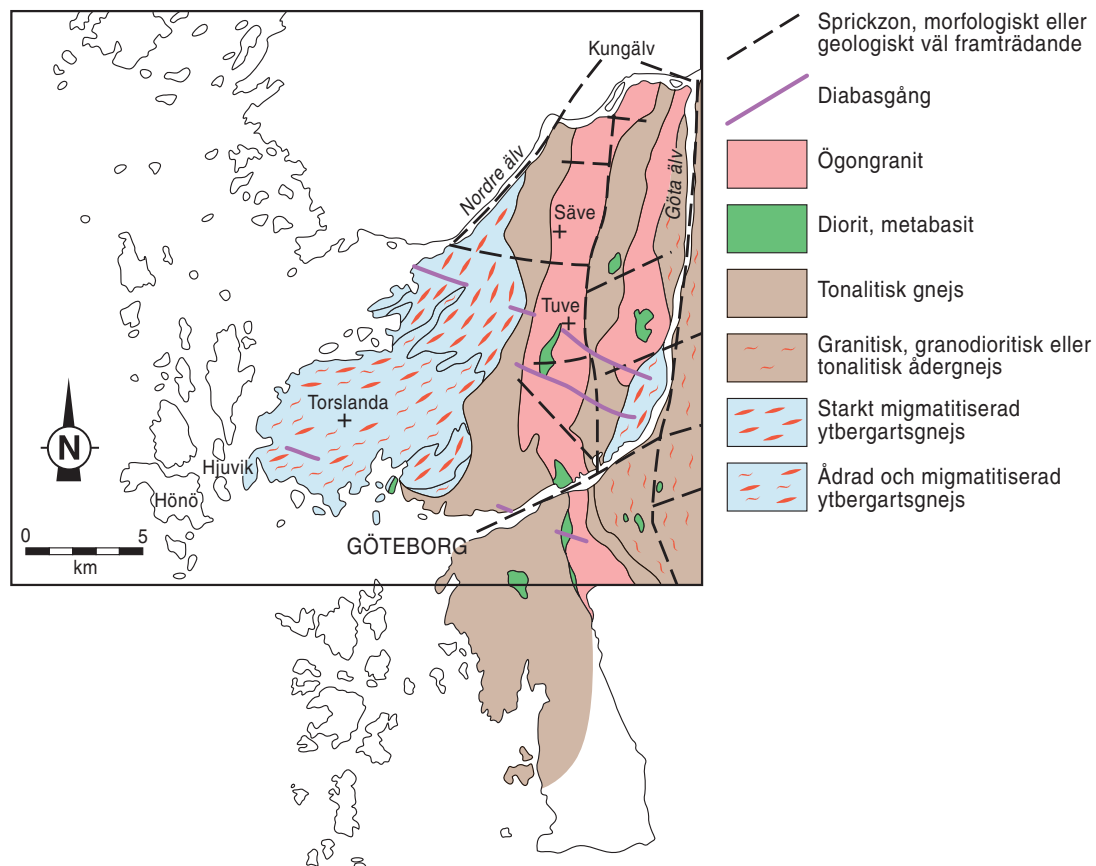 Kungälv
Nordre älv
Göta älv
Säve
Tuve
Torslanda
Hjuvik
Hönö
N
0 5
km
GÖTEBORG
Sprickzon, morfologiskt eller
geologiskt väl framträdande
Diabasgång
Ögongranit
Diorit, metabasit
Tonalitisk gnejs
Granitisk, granodioritisk eller
tonalitisk ådergnejs
Starkt migmatitiserad
ytbergartsgnejs
Ådrad och migmatitiserad
ytbergartsgnejs